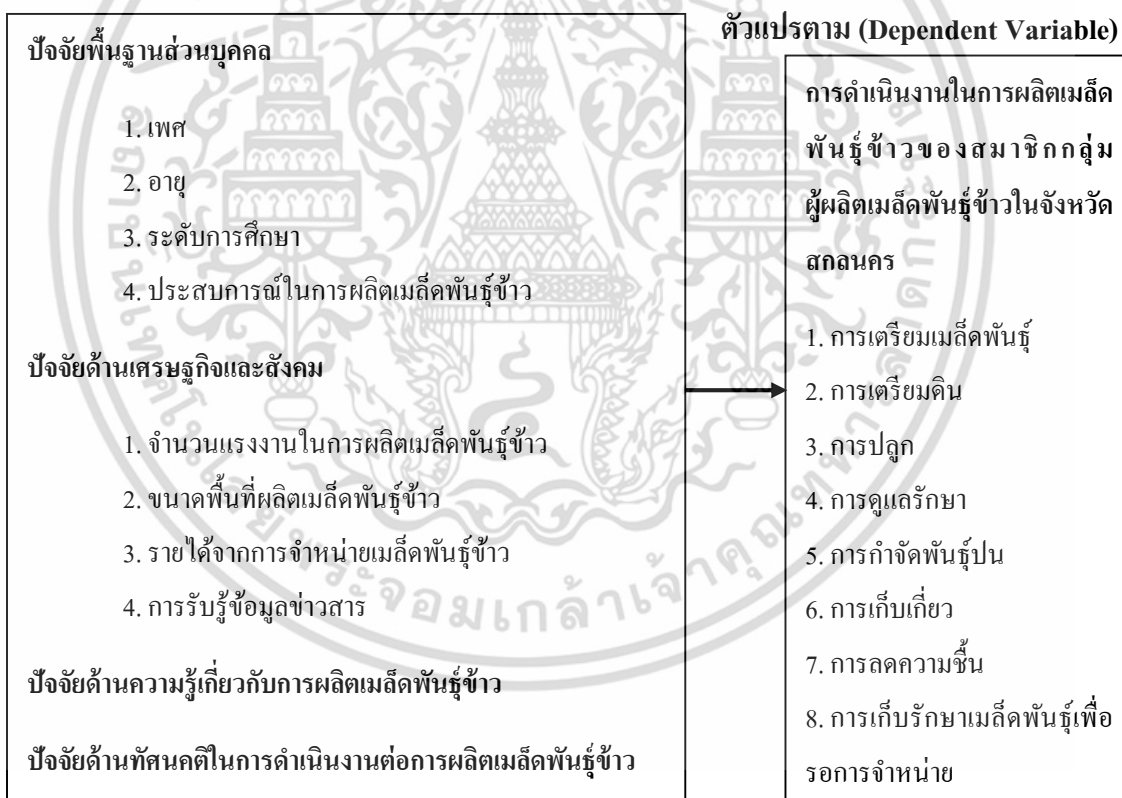 ปัจจัยพื้นฐานส่วนบุคคล
1. เพศ
2. อายุ
3. ระดับการศึกษา
4. ประสบการณ์ในการผลิตเมล็ดพันธุ์ข้าว
ปัจจัยด้านเศรษฐกิจและสังคม
1. จำนวนแรงงานในการผลิตเมล็ดพันธุ์ข้าว
2. ขนาดพื้นที่ผลิตเมล็ดพันธุ์ข้าว
3. รายได้จากการจำหน่ายเมล็ดพันธุ์ข้าว
4. การรับรู้ข้อมูลข่าวสาร
ปัจจัยด้านความรู้เกี่ยวกับการผลิตเมล็ดพันธุ์ข้าว
ปัจจัยด้านทัศนคติในการดำเนินงานต่อการผลิตเมล็ดพันธุ์ข้าว
ตัวแปรตาม (Dependent Variable)
การดำเนินงานในการผลิตเมล็ด
พันธุ์ข้าวของสมาชิกกลุ่ม
ผู้ผลิตเมล็ดพันธุ์ข้าวในจังหวัด
สกลนคร
1. การเตรียมเมล็ดพันธุ์
2. การเตรียมดิน
3. การปลูก
4. การดูแลรักษา
5. การกำจัดพันธุ์ปน
6. การเก็บเกี่ยว
7. การลดความชื้น
8. การเก็บรักษาเมล็ดพันธุ์เพื่อ
รอการจำหน่าย